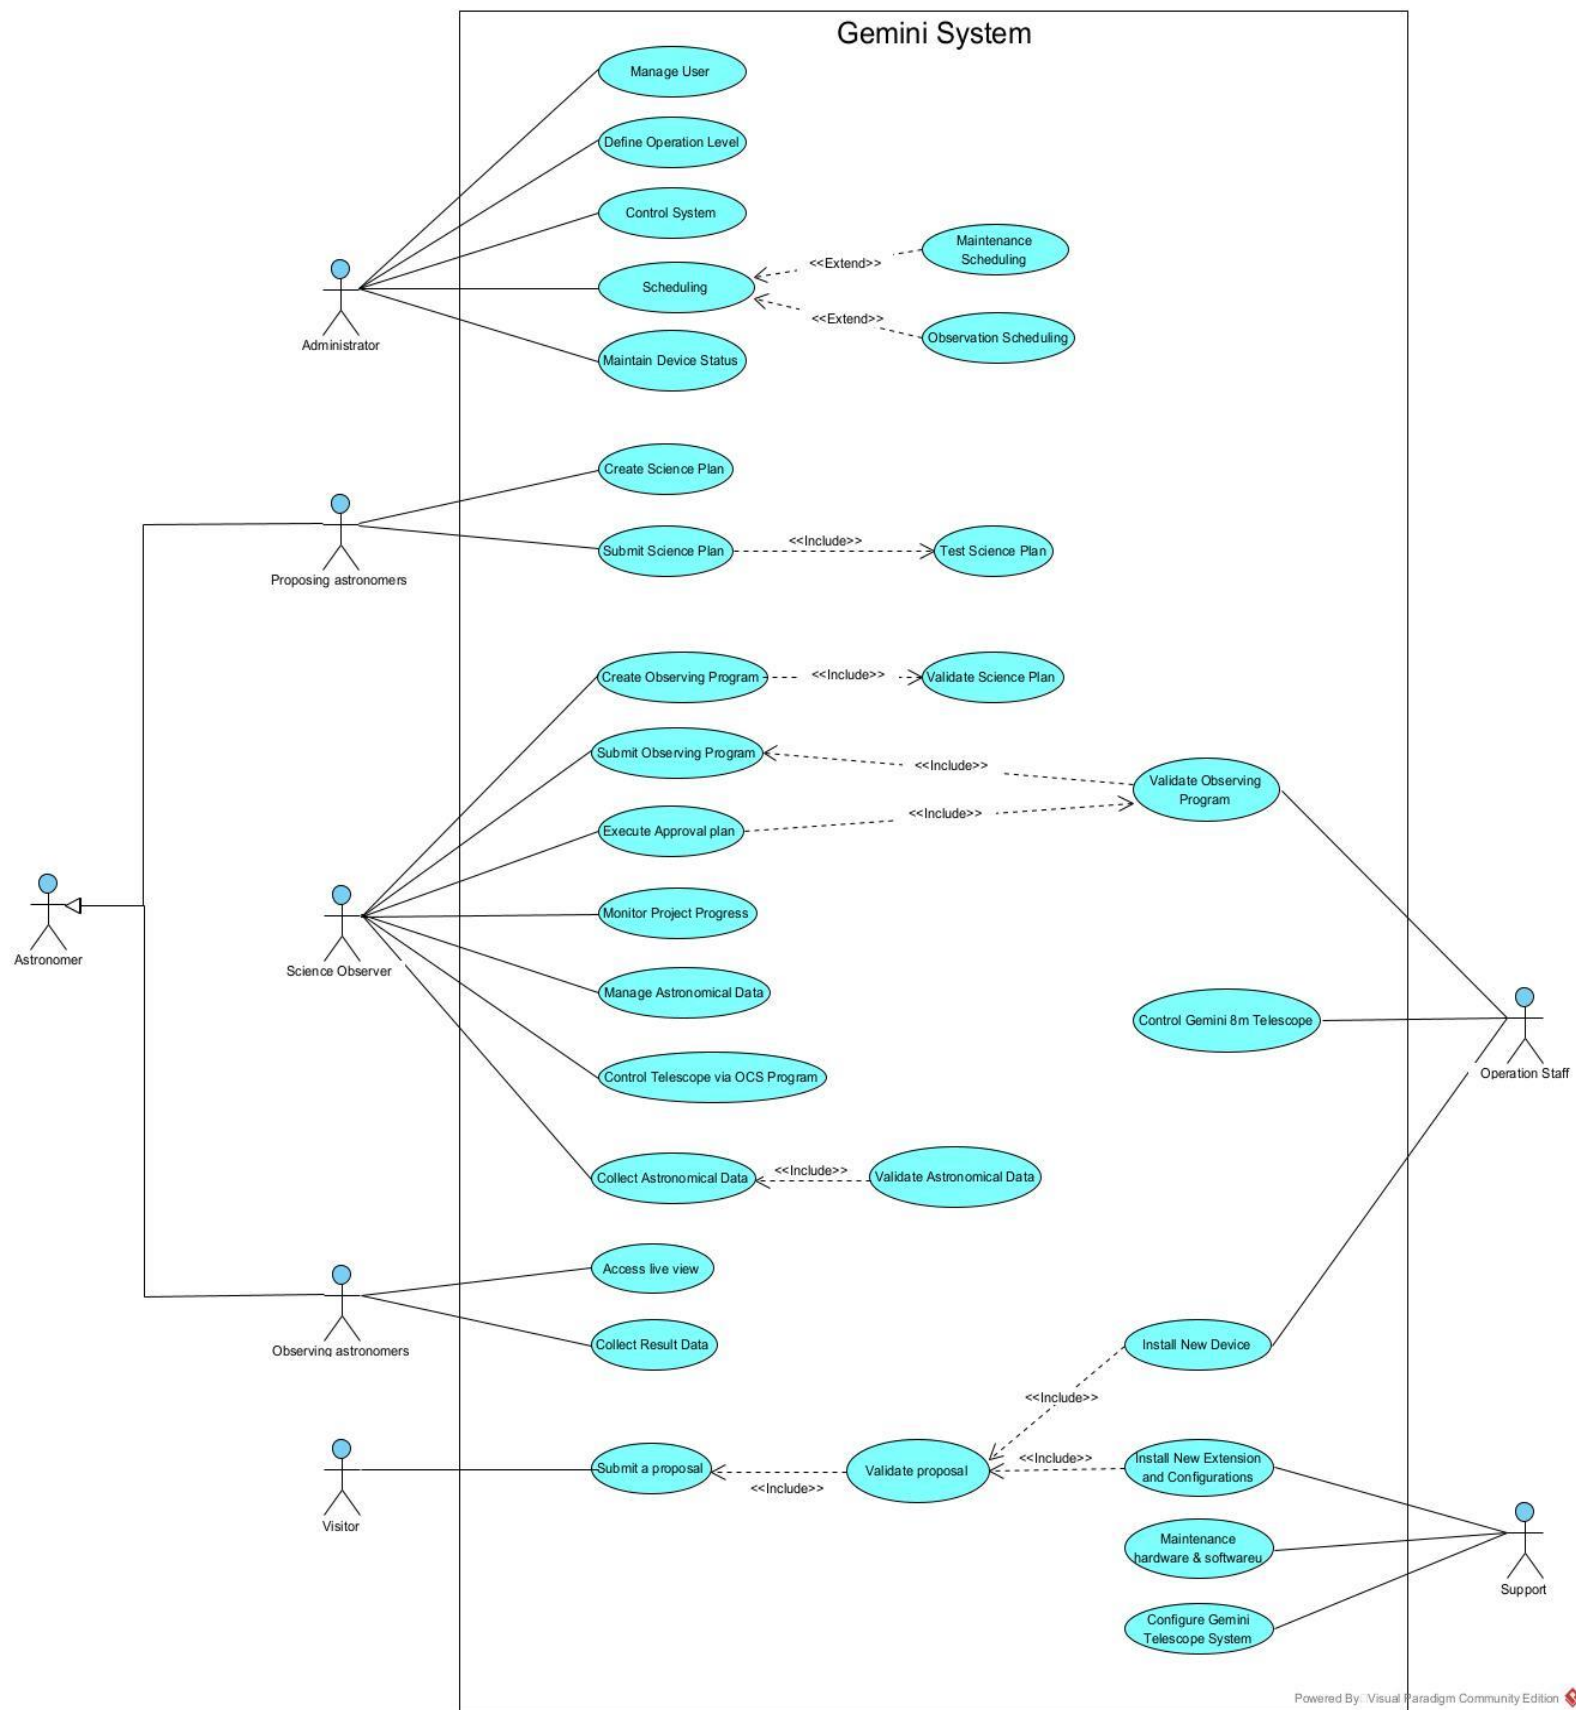 Gemini System
Manage User
Define Operation Level
Control System
Maintenance
Scheduling
<<Extend>>
Scheduling
<<Extend>>
Observation Scheduling
Administrator
Maintain Device Status
Create Science Plan
Submit Science Plan
<<Include>>
Test Science Plan
Proposing astronomers
Create Observing Program
<<Include>>
Validate Science Plan
Submit Observing Program
<<Include>>
Validate Observing
Program
Execute Approval plan
<<Include>>
Monitor Project Progress
Astronomer
Science Observer
Manage Astronomical Data
Control Gemini 8m Telescope
Operation Staff
Control Telescope via OCS Program
Collect Astronomical Data
<<Include>>
Validate Astronomical Data
Access live view
Collect Result Data
Observing astronomers
Install New Device
<<Include>>
Submit a proposal
<<Include>>
Validate proposal
<<Include>>
Install New Extension
and Configurations
Visitor
Maintenance
hardware & softwareu
Support
Configure Gemini
Telescope System
Powered By Visual Paradigm Community Edition